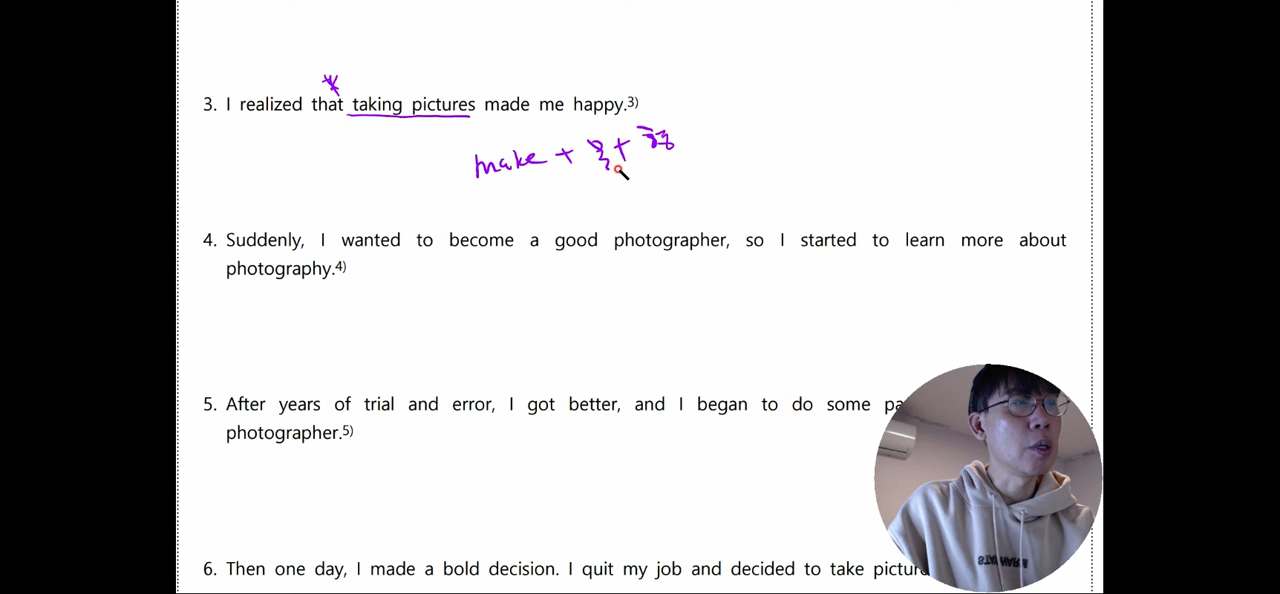 3. I realized that taking pictures made me happy.3)
make + 명 + 형
4. Suddenly, I wanted to become a good photographer, so I started to learn more about
photography.4)
5. After years of trial and error, I got better, and I began to do some
photographer.5)
6. Then one day, I made a bold decision. I quit my job and decided to take